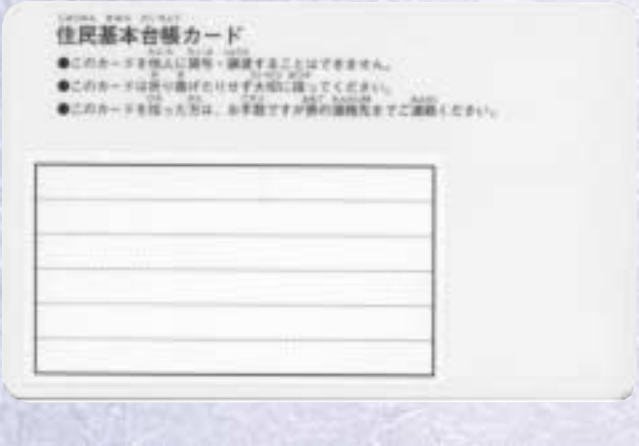 住民基本台帳カード
●このカードを他人に貸与・譲渡することはできません。
●このカードは折り曲げたりせず大切に扱ってください。
●このカードを拾った方は、お手数ですが表の連絡先までご連絡ください。